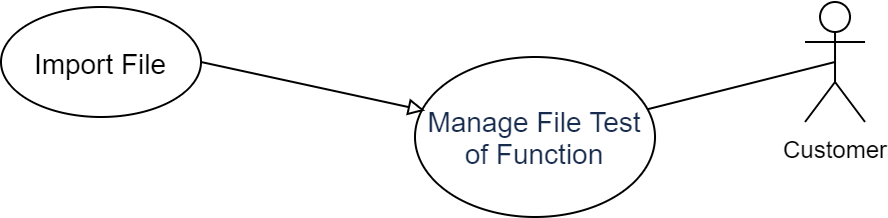 Import File
Manage File Test
of Function
Customer